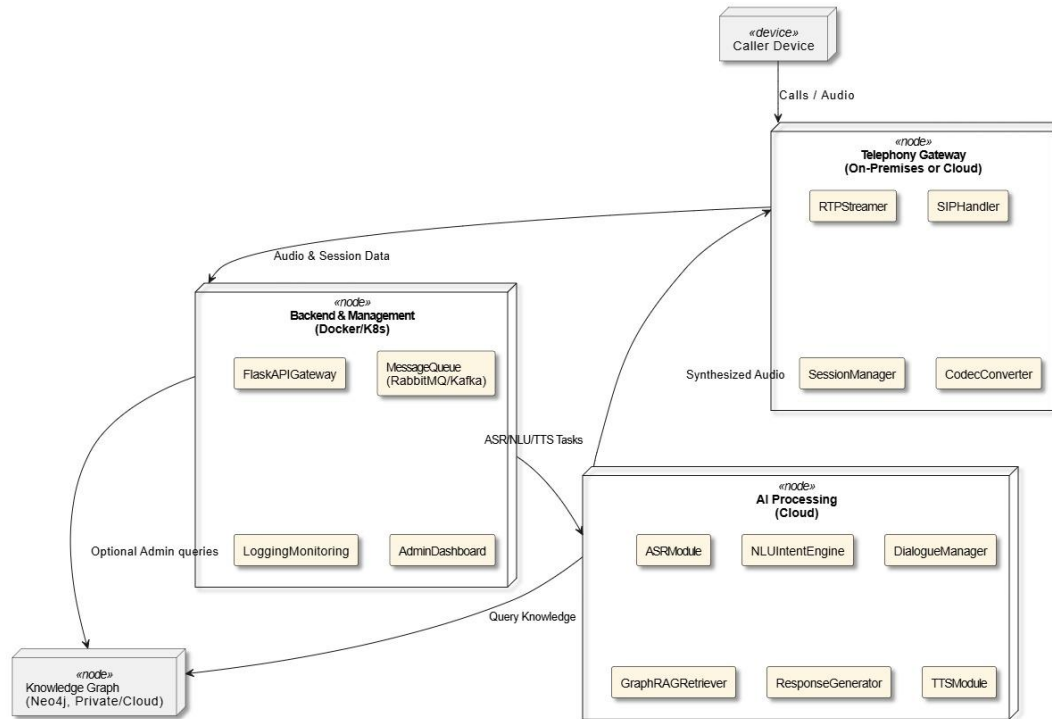 «device»
Caller Device
Calls / Audio
«node»
Telephony Gateway
(On-Premises or Cloud)
RTPStreamer
SIPHandler
SessionManager
CodecConverter
Audio & Session Data
«node»
Backend & Management
(Docker/K8s)
FlaskAPIGateway
MessageQueue
(RabbitMQ/Kafka)
LoggingMonitoring
AdminDashboard
Synthesized Audio
ASR/NLU/TTS Tasks
«node»
AI Processing
(Cloud)
ASRModule
NLUIntentEngine
DialogueManager
GraphRAGRetriever
ResponseGenerator
TTSModule
Optional Admin queries
Query Knowledge
«node»
Knowledge Graph
(Neo4j, Private/Cloud)